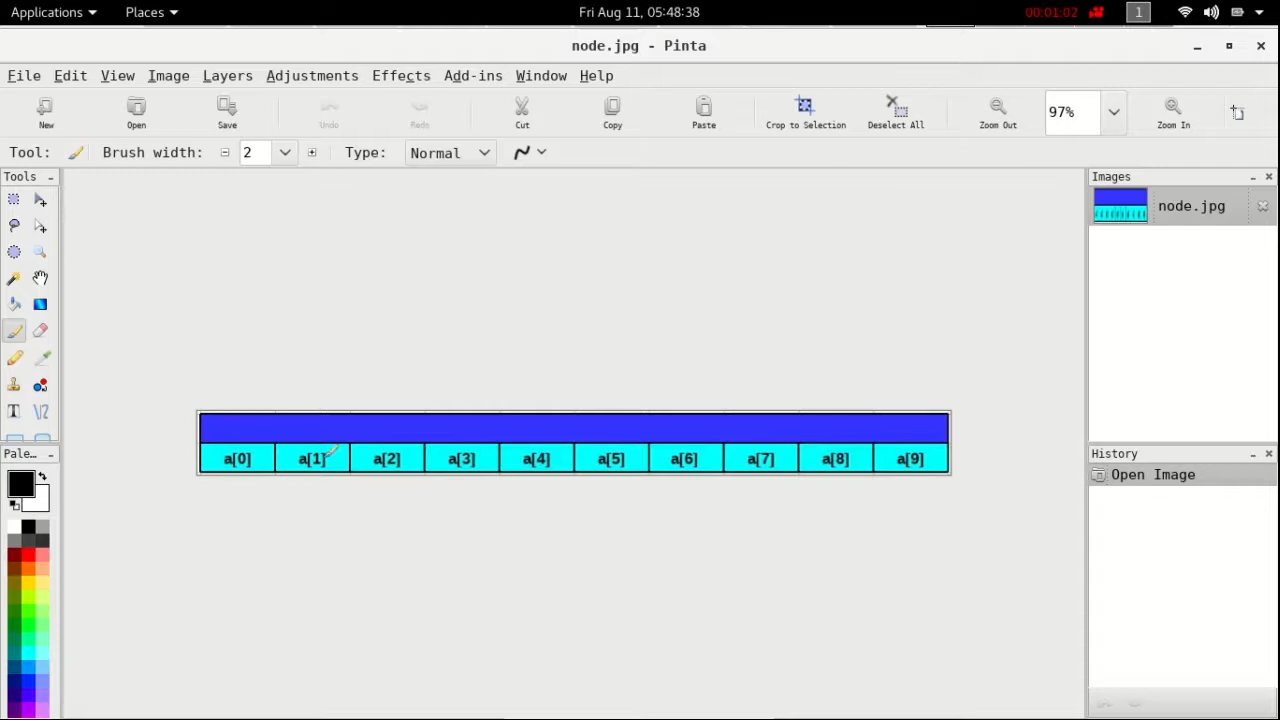 Applications Places Fri Aug 11, 05:48:38 00:01:02 1
node.jpg - Pinta
File Edit View Image Layers Adjustments Effects Add-ins Window Help
New Open Save Undo Redo Cut Copy Paste Crop to Selection Deselect All Zoom Out 97% Zoom In
Tool: Brush width: 2 Type: Normal
Tools Images
node.jpg
a[0] a[1] a[2] a[3] a[4] a[5] a[6] a[7] a[8] a[9]
Pale... History
Open Image